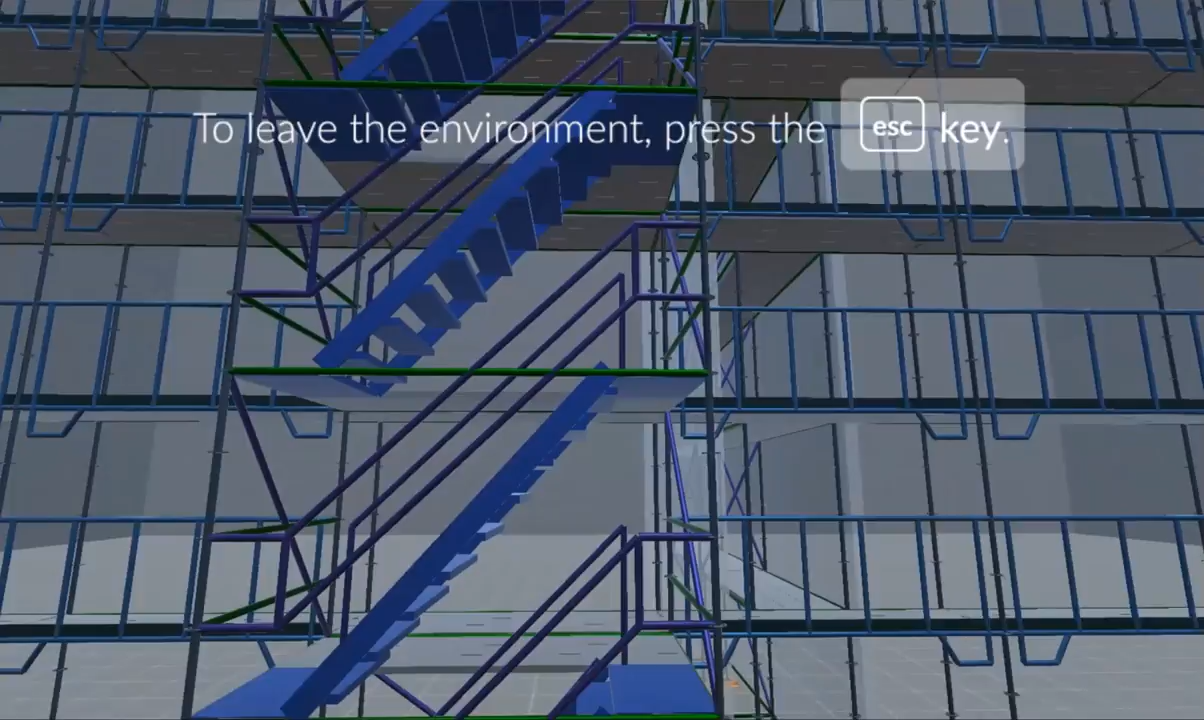 To leave the environment, press the esc key.